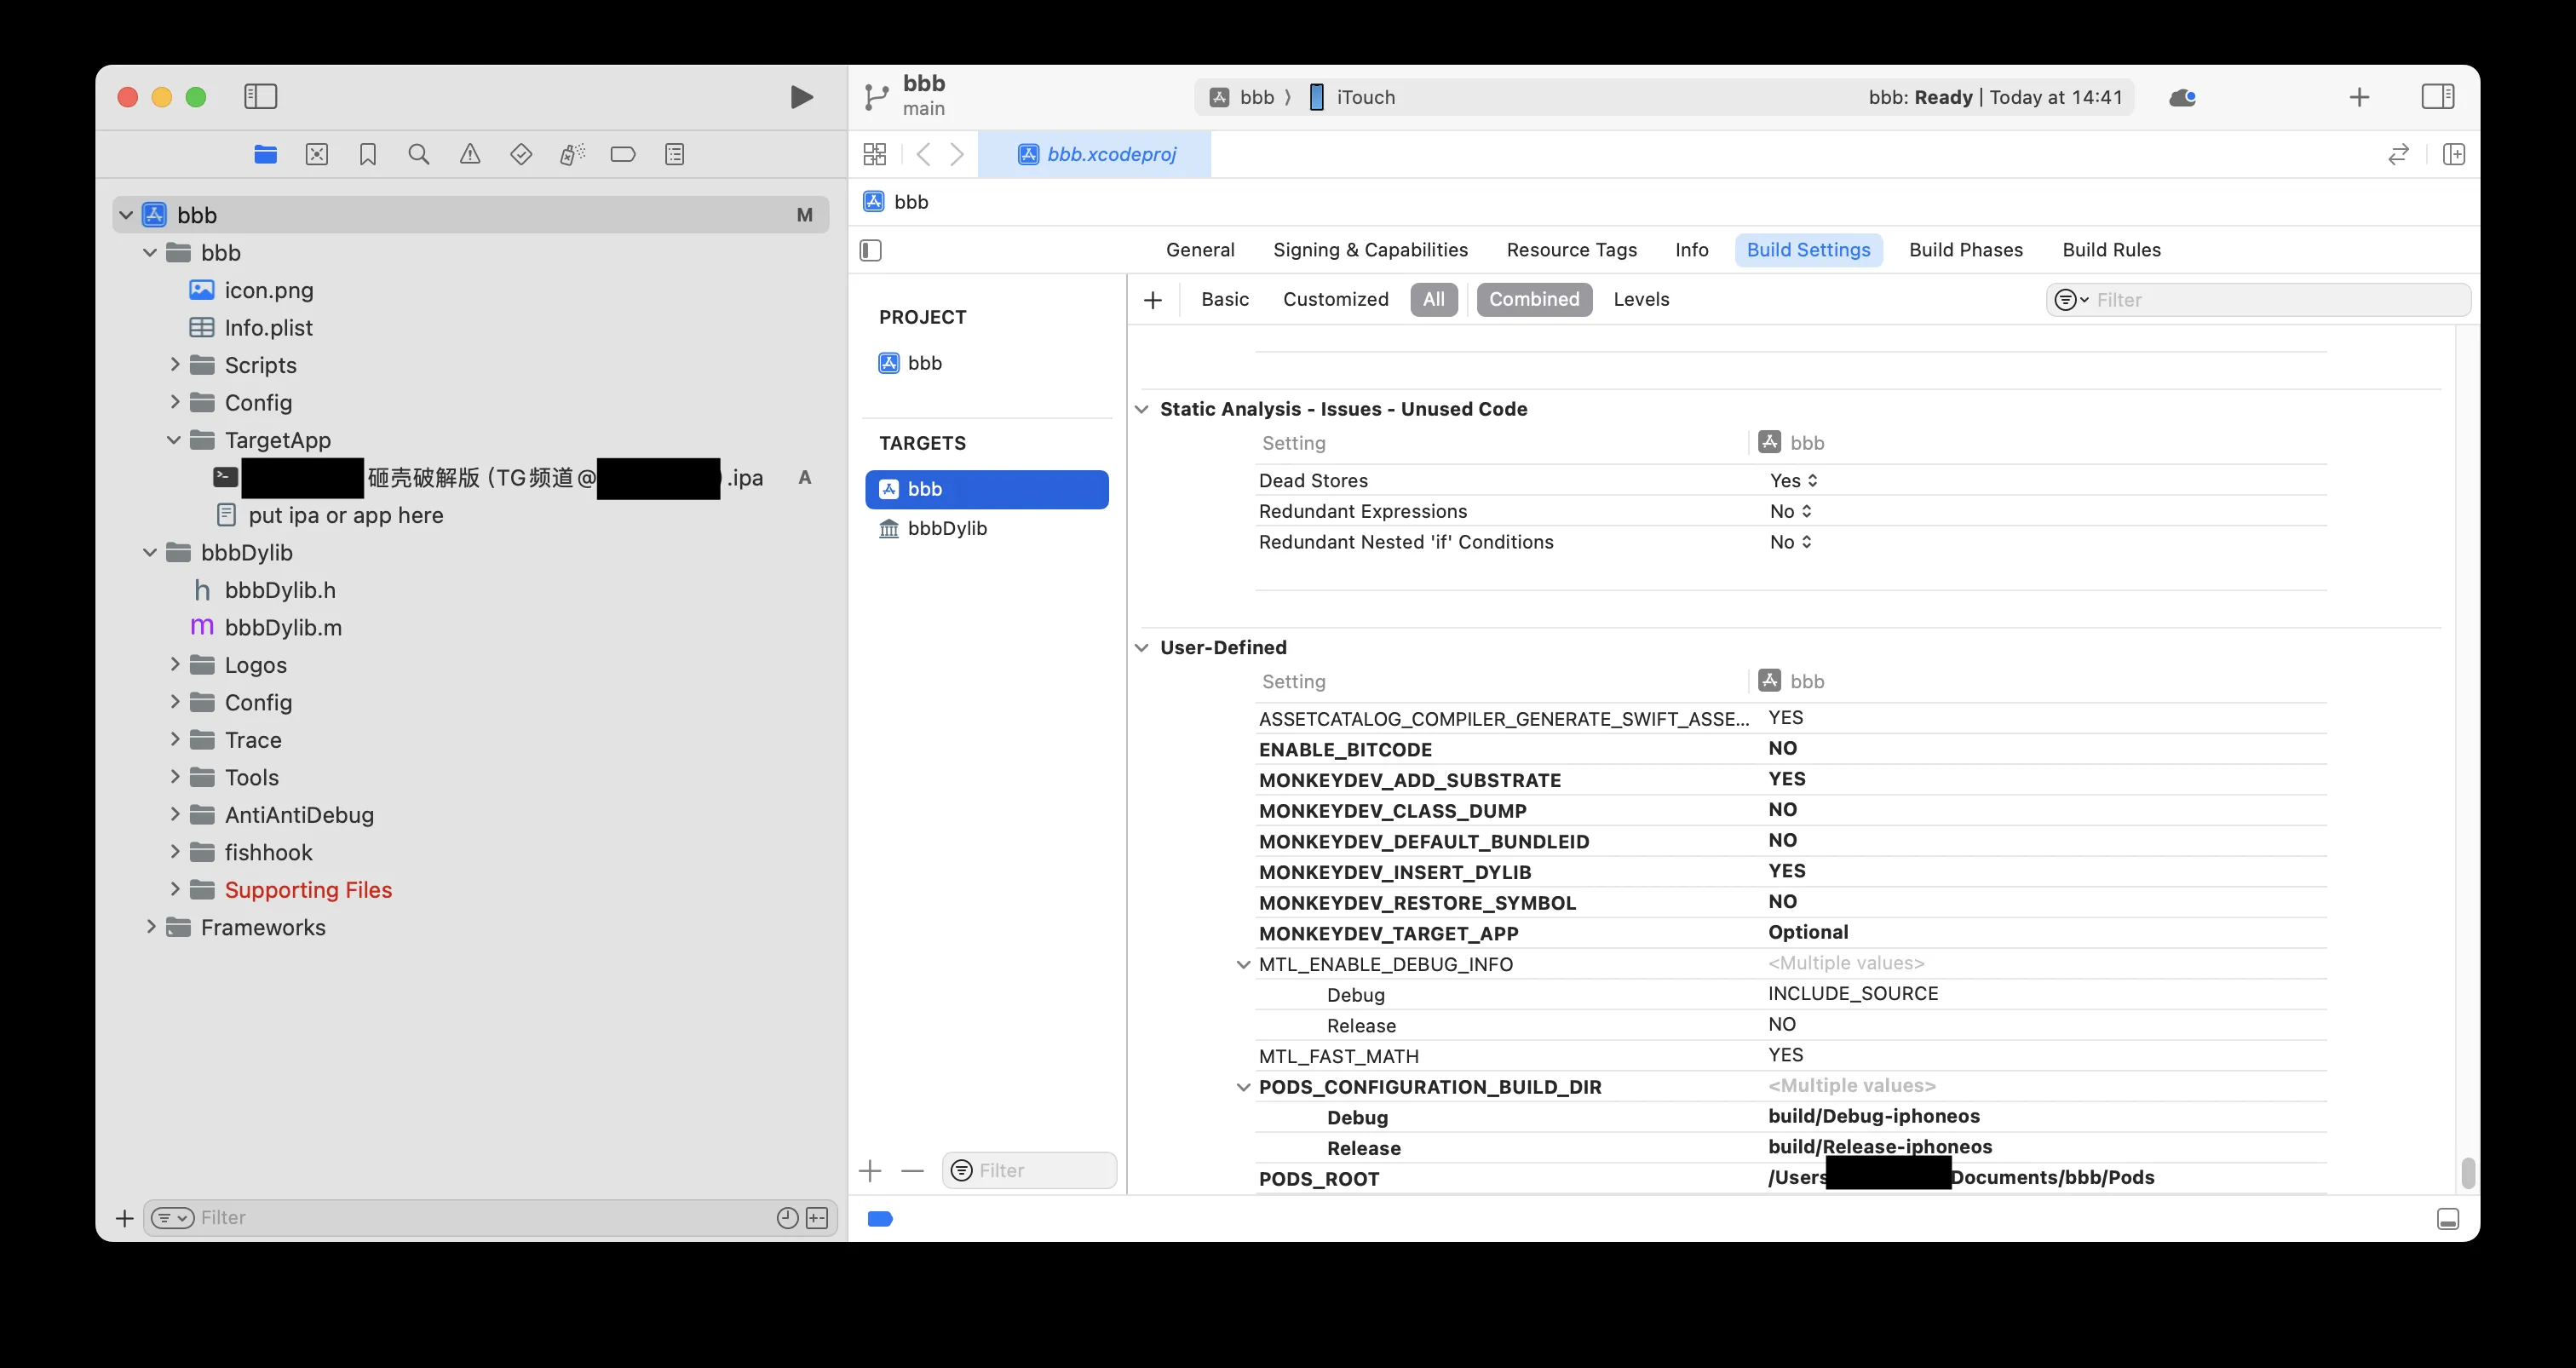 bbb
main
bbb
iTouch
bbb: Ready | Today at 14:41
bbb.xcodeproj
bbb
M
bbb
icon.png
Info.plist
Scripts
Config
TargetApp
砸壳破解版 (TG频道@ .ipa
A
put ipa or app here
bbbDylib
bbbDylib.h
bbbDylib.m
Logos
Config
Trace
Tools
AntiAntiDebug
fishhook
Supporting Files
Frameworks
Filter
bbb
General Signing & Capabilities Resource Tags Info Build Settings Build Phases Build Rules
PROJECT
bbb
TARGETS
bbb
bbbDylib
Filter
Basic Customized All Combined Levels
Filter
Static Analysis - Issues - Unused Code
Setting bbb
Dead Stores Yes
Redundant Expressions No
Redundant Nested 'if' Conditions No
User-Defined
Setting bbb
ASSETCATALOG_COMPILER_GENERATE_SWIFT_ASSE... YES
ENABLE_BITCODE NO
MONKEYDEV_ADD_SUBSTRATE YES
MONKEYDEV_CLASS_DUMP NO
MONKEYDEV_DEFAULT_BUNDLEID NO
MONKEYDEV_INSERT_DYLIB YES
MONKEYDEV_RESTORE_SYMBOL NO
MONKEYDEV_TARGET_APP Optional
MTL_ENABLE_DEBUG_INFO <Multiple values>
Debug INCLUDE_SOURCE
Release NO
MTL_FAST_MATH YES
PODS_CONFIGURATION_BUILD_DIR <Multiple values>
Debug build/Debug-iphoneos
Release build/Release-iphoneos
PODS_ROOT /Users Documents/bbb/Pods